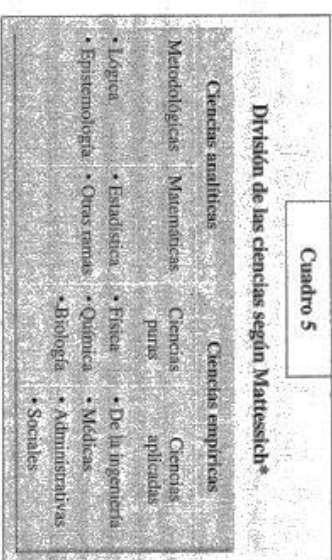 Cuadro 5
División de las ciencias según Mattessich*
Ciencias analíticas Ciencias empíricas
Metodológicas Matemáticas Ciencias puras Ciencias aplicadas
• Lógica • Estadística • Física • De la ingeniería
• Epistemología • Otras ramas • Química • Médicas
• Biología • Administrativas
• Sociales